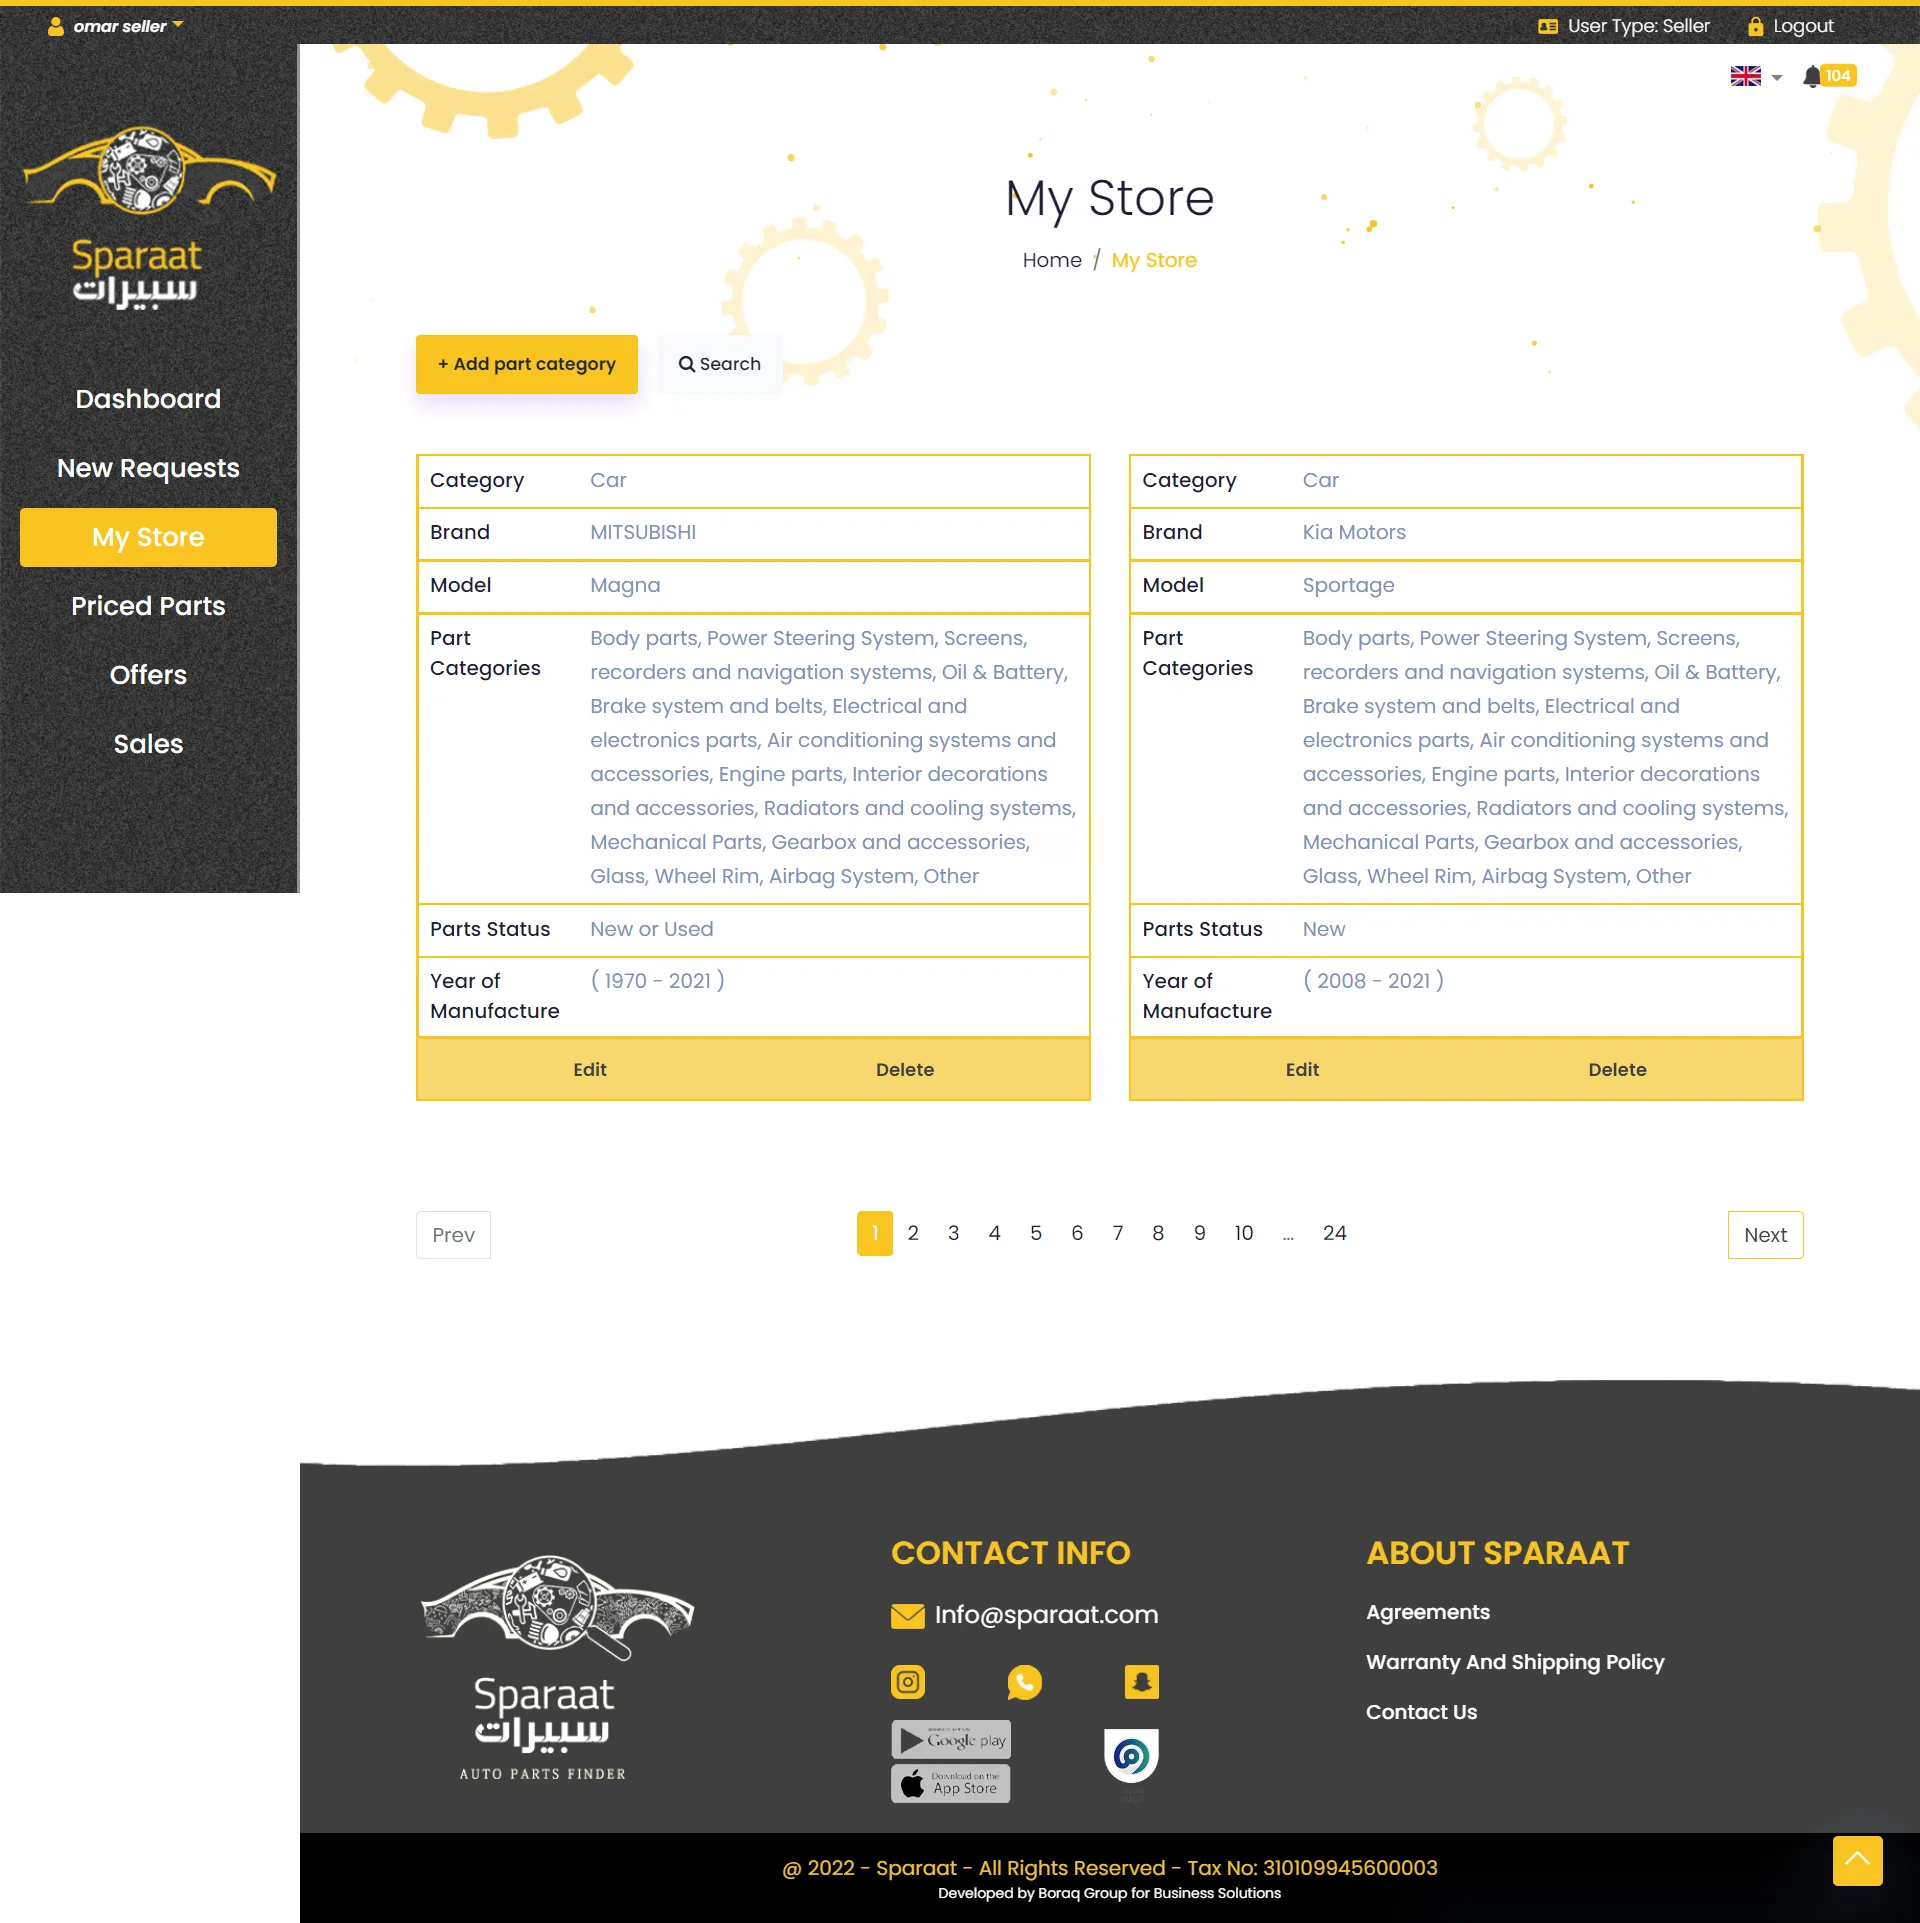 omar seller
User Type: Seller
Logout
104
Sparaat
سبيرات
Dashboard
New Requests
My Store
Priced Parts
Offers
Sales
My Store
Home / My Store
+ Add part category
Search
Category Car
Brand MITSUBISHI
Model Magna
Part Categories
Body parts, Power Steering System, Screens,
recorders and navigation systems, Oil & Battery,
Brake system and belts, Electrical and
electronics parts, Air conditioning systems and
accessories, Engine parts, Interior decorations
and accessories, Radiators and cooling systems,
Mechanical Parts, Gearbox and accessories,
Glass, Wheel Rim, Airbag System, Other
Parts Status New or Used
Year of Manufacture ( 1970 - 2021 )
Edit Delete
Category Car
Brand Kia Motors
Model Sportage
Part Categories
Body parts, Power Steering System, Screens,
recorders and navigation systems, Oil & Battery,
Brake system and belts, Electrical and
electronics parts, Air conditioning systems and
accessories, Engine parts, Interior decorations
and accessories, Radiators and cooling systems,
Mechanical Parts, Gearbox and accessories,
Glass, Wheel Rim, Airbag System, Other
Parts Status New
Year of Manufacture ( 2008 - 2021 )
Edit Delete
Prev 1 2 3 4 5 6 7 8 9 10 ... 24 Next
Sparaat
سبيرات
AUTO PARTS FINDER
CONTACT INFO
Info@sparaat.com
Google play
Download on the
App Store
ABOUT SPARAAT
Agreements
Warranty And Shipping Policy
Contact Us
@ 2022 - Sparaat - All Rights Reserved - Tax No: 310109945600003
Developed by Boraq Group for Business Solutions